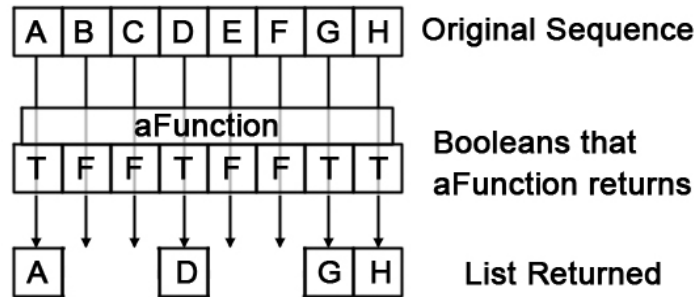 A B C D E F G H Original Sequence
aFunction
Booleans that
T F F T F F T T
aFunction returns
A D G H List Returned